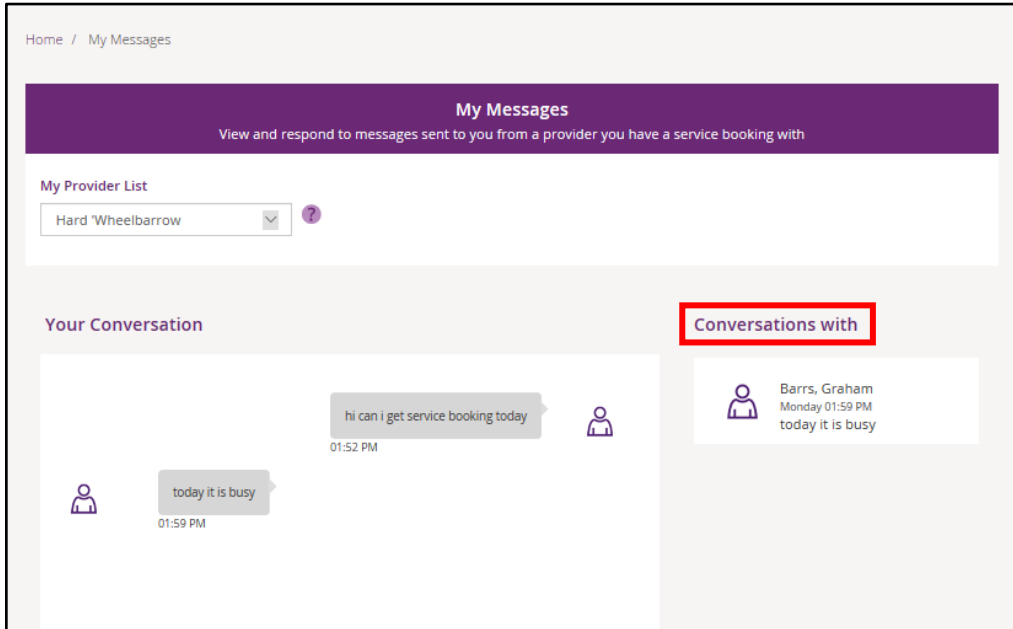 Home / My Messages
My Messages
View and respond to messages sent to you from a provider you have a service booking with
My Provider List
Hard 'Wheelbarrow
?
Your Conversation
hi can i get service booking today
01:52 PM
today it is busy
01:59 PM
Conversations with
Barrs, Graham
Monday 01:59 PM
today it is busy